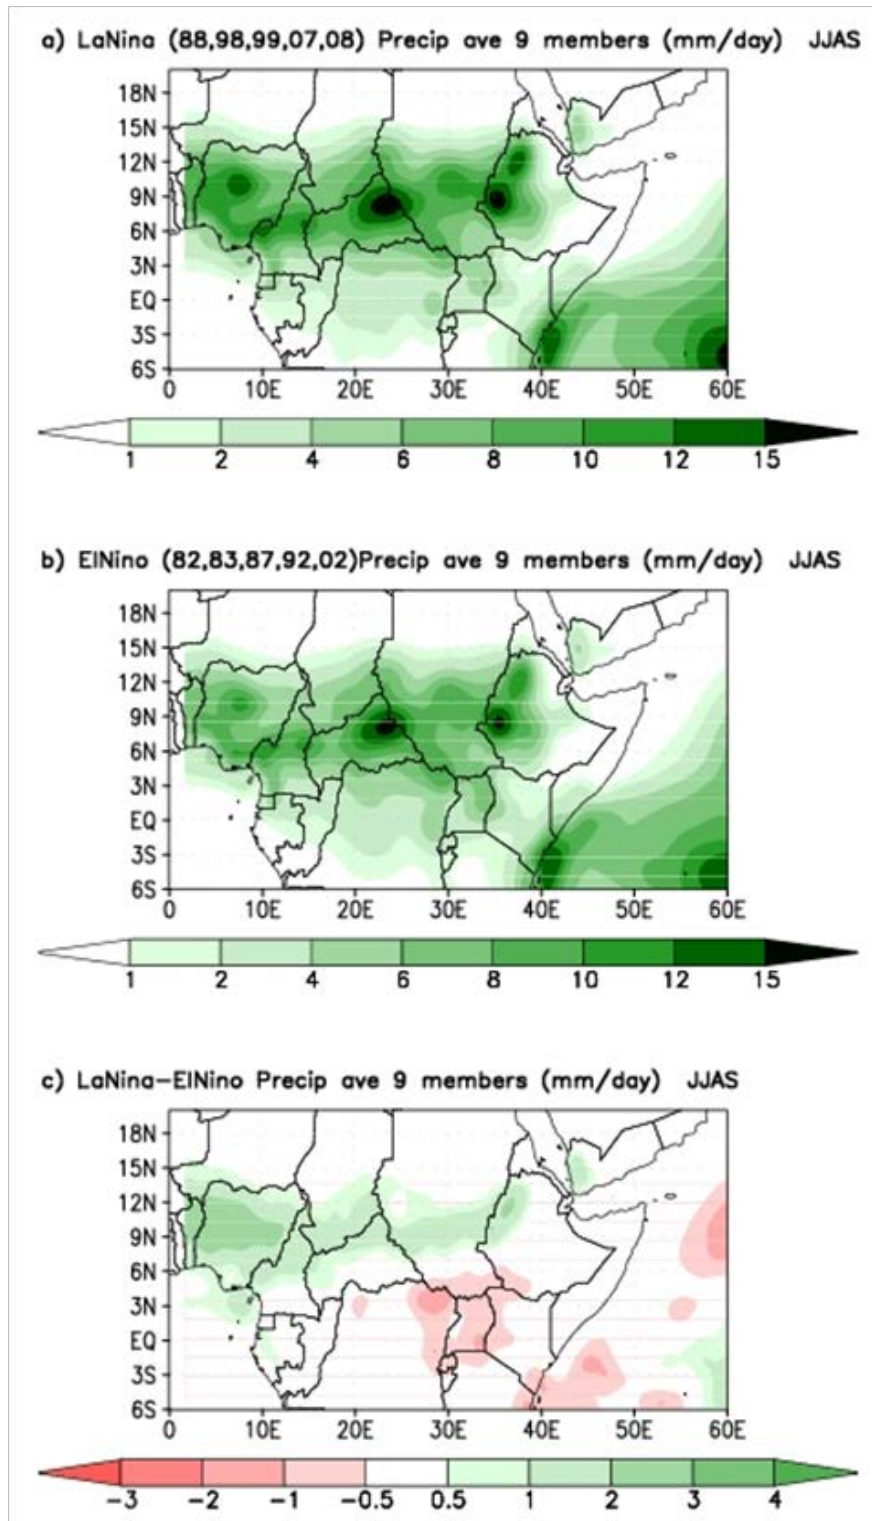 a) LaNina (88,98,99,07,08) Precip ave 9 members (mm/day) JJAS
18N
15N
12N
9N
6N
3N
EQ
3S
6S
0 10E 20E 30E 40E 50E 60E
1 2 4 6 8 10 12 15
b) ElNino (82,83,87,92,02)Precip ave 9 members (mm/day) JJAS
18N
15N
12N
9N
6N
3N
EQ
3S
6S
0 10E 20E 30E 40E 50E 60E
1 2 4 6 8 10 12 15
c) LaNina-ElNino Precip ave 9 members (mm/day) JJAS
18N
15N
12N
9N
6N
3N
EQ
3S
6S
0 10E 20E 30E 40E 50E 60E
-3 -2 -1 -0.5 0.5 1 2 3 4